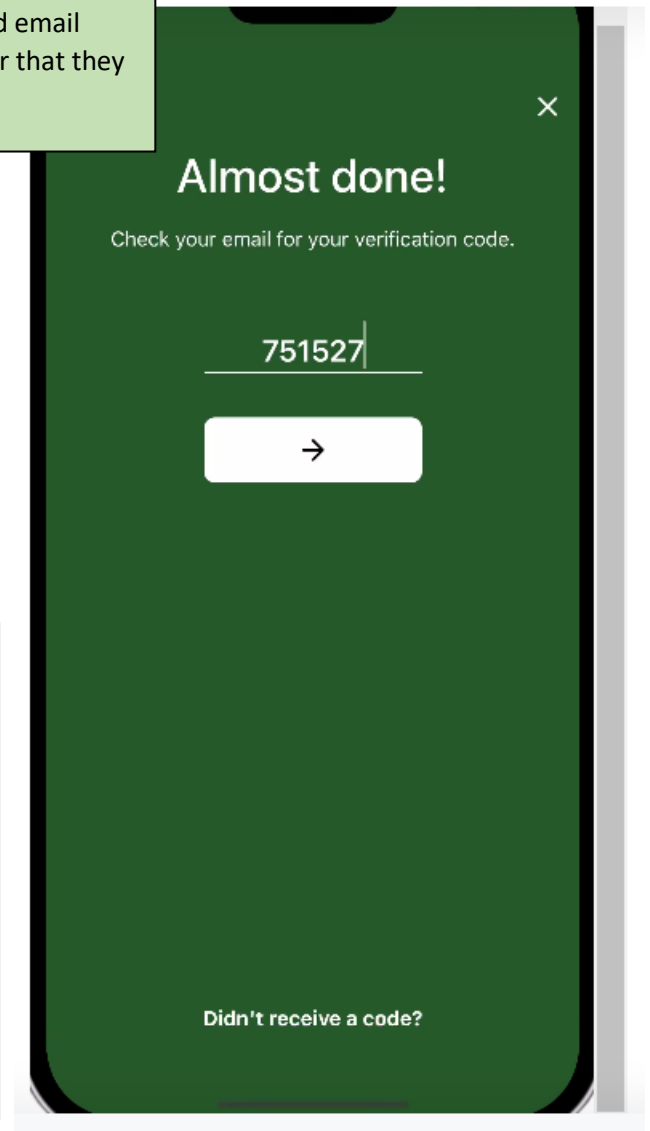 d email
r that they
Almost done!
Check your email for your verification code.
751527
→
Didn't receive a code?